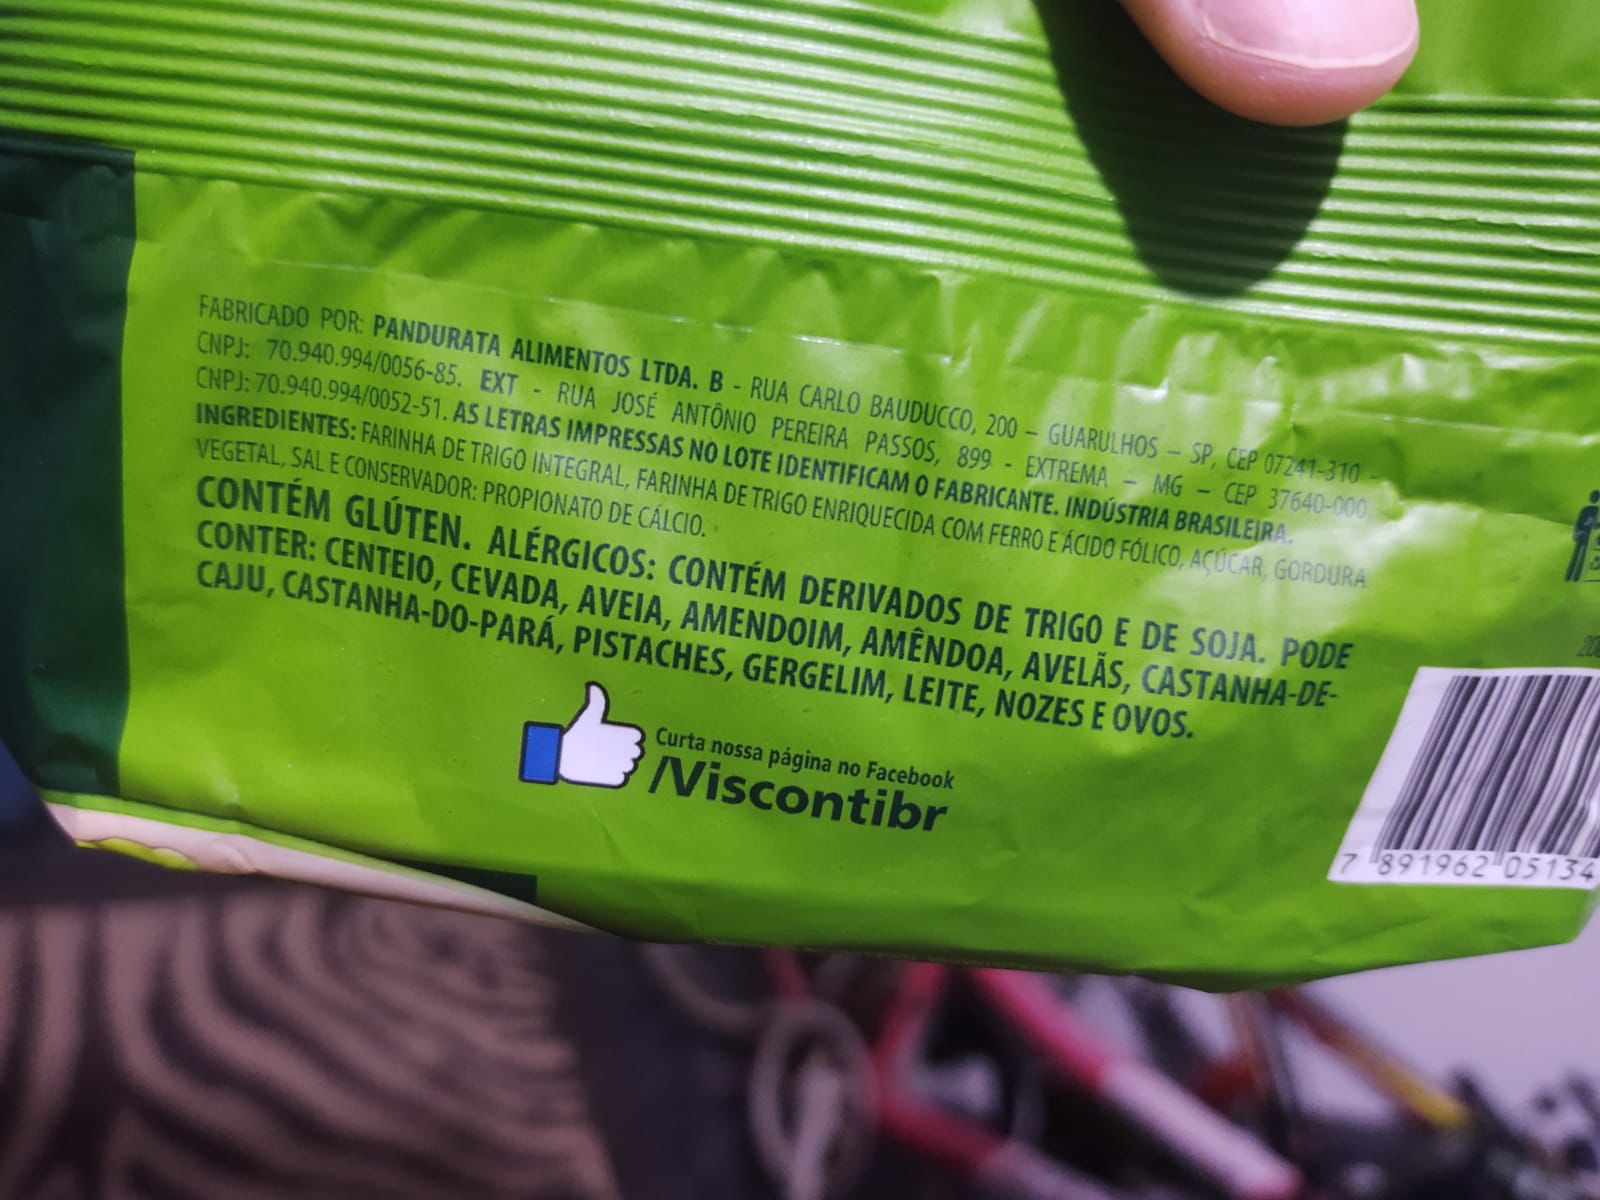 FABRICADO POR: PANDURATA ALIMENTOS LTDA. B - RUA CARLO BAUDUCCO, 200 – GUARULHOS – SP, CEP 07241-310 -
CNPJ: 70.940.994/0056-85. EXT - RUA JOSÉ ANTÔNIO PEREIRA PASSOS, 899 - EXTREMA – MG – CEP 37640-000
CNPJ: 70.940.994/0052-51. AS LETRAS IMPRESSAS NO LOTE IDENTIFICAM O FABRICANTE. INDÚSTRIA BRASILEIRA.
INGREDIENTES: FARINHA DE TRIGO INTEGRAL, FARINHA DE TRIGO ENRIQUECIDA COM FERRO E ÁCIDO FÓLICO, AÇÚCAR, GORDURA
VEGETAL, SAL E CONSERVADOR: PROPIONATO DE CÁLCIO.
CONTÉM GLÚTEN. ALÉRGICOS: CONTÉM DERIVADOS DE TRIGO E DE SOJA. PODE
CONTER: CENTEIO, CEVADA, AVEIA, AMENDOIM, AMÊNDOA, AVELÃS, CASTANHA-DE-
CAJU, CASTANHA-DO-PARÁ, PISTACHES, GERGELIM, LEITE, NOZES E OVOS.
Curta nossa página no Facebook
/Viscontibr
7 891962 05134